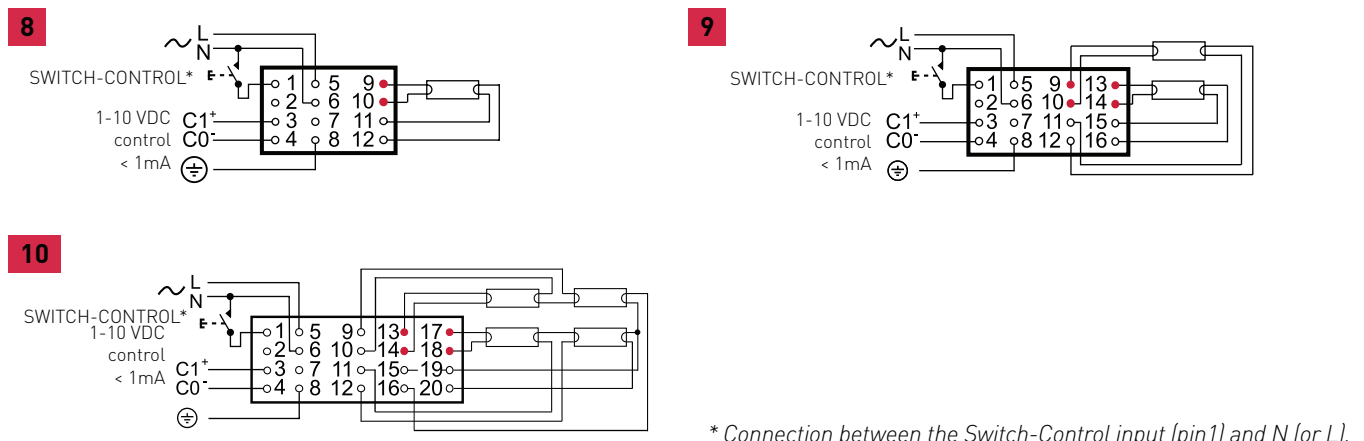 8
L
N
SWITCH-CONTROL*
1 5 9
2 6 10
1-10 VDC C1+ 3 7 11
control C0- 4 8 12
< 1mA
9
L
N
SWITCH-CONTROL*
1 5 9 13
2 6 10 14
1-10 VDC C1+ 3 7 11 15
control C0- 4 8 12 16
< 1mA
10
L
N
SWITCH-CONTROL*
1-10 VDC
1 5 9 13 17
control
2 6 10 14 18
< 1mA C1+ 3 7 11 15 19
C0- 4 8 12 16 20
* Connection between the Switch-Control input (pin1) and N (or L).